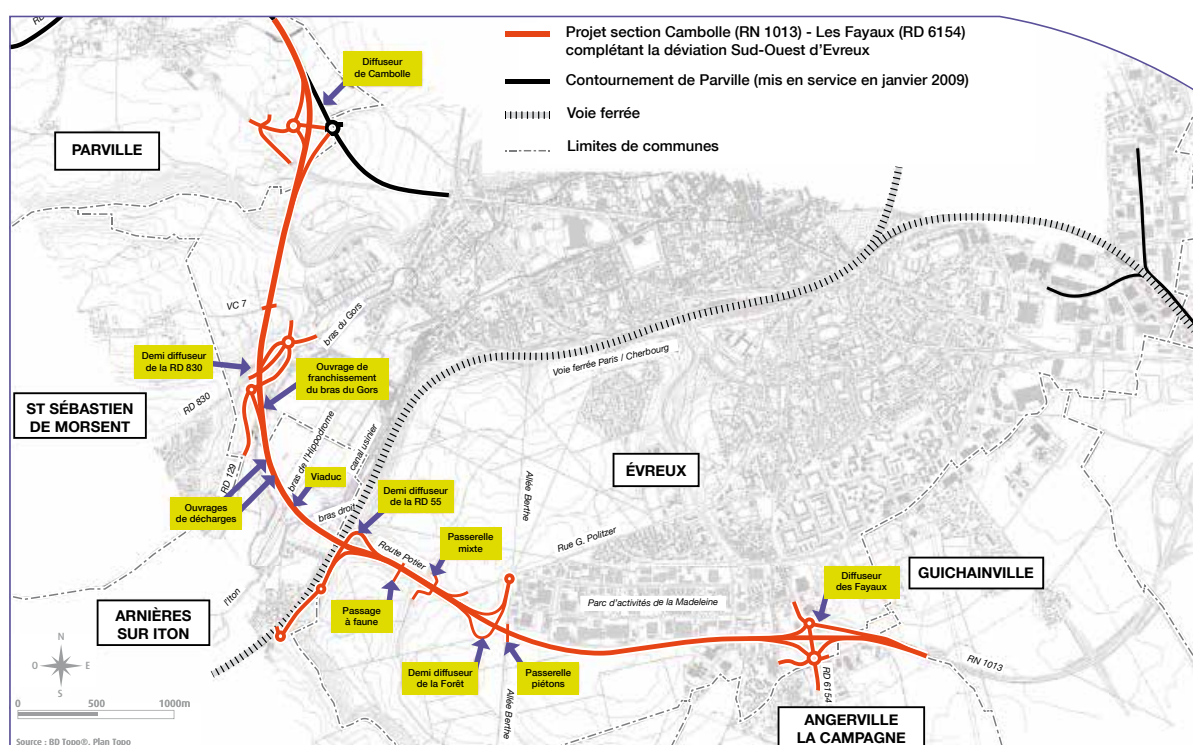 Projet section Cambolle (RN 1013) - Les Fayaux (RD 6154)
complétant la déviation Sud-Ouest d'Evreux
Contournement de Parville (mis en service en janvier 2009)
Voie ferrée
Limites de communes
Diffuseur
de Cambolle
PARVILLE
VC 7
bras du Gors
Demi diffuseur
de la RD 830
Ouvrage de
franchissement
du bras du Gors
Voie ferrée Paris / Cherbourg
ST SÉBASTIEN
DE MORSENT
RD 830
RD 129
bras de l'Hippodrome
canal usinier
Viaduc
Ouvrages
de décharges
bras droit
Demi diffuseur
de la RD 55
Allée Berthe
ÉVREUX
Route Potier
Passerelle
mixte
Rue G. Politzer
GUICHAINVILLE
Diffuseur
des Fayaux
l'Iton
ARNIÈRES
SUR ITON
Passage
à faune
Parc d'activités de la Madeleine
Demi diffuseur
de la Forêt
Passerelle
piétons
Allée Berthe
RD 6154
RN 1013
ANGERVILLE
LA CAMPAGNE
N
O
E
S
0
500
1000m
Source : BD Topo®, Plan Topo